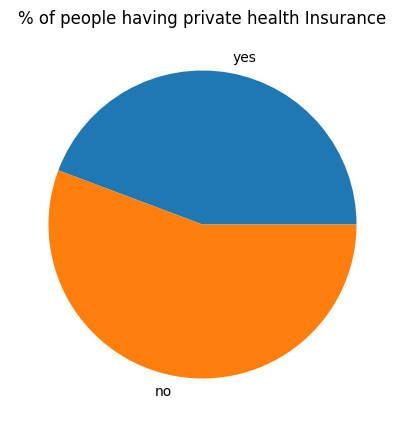 % of people having private health Insurance
yes
no